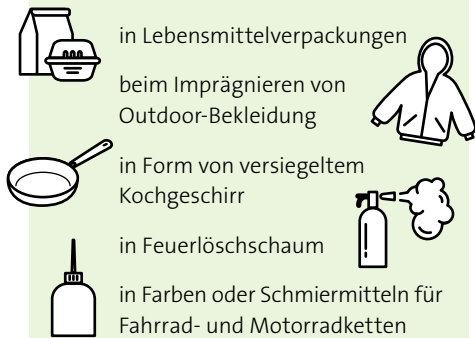 in Lebensmittelverpackungen
beim Imprägnieren von
Outdoor-Bekleidung
in Form von versiegeltem
Kochgeschirr
in Feuerlöschschaum
in Farben oder Schmiermitteln für
Fahrrad- und Motorradketten